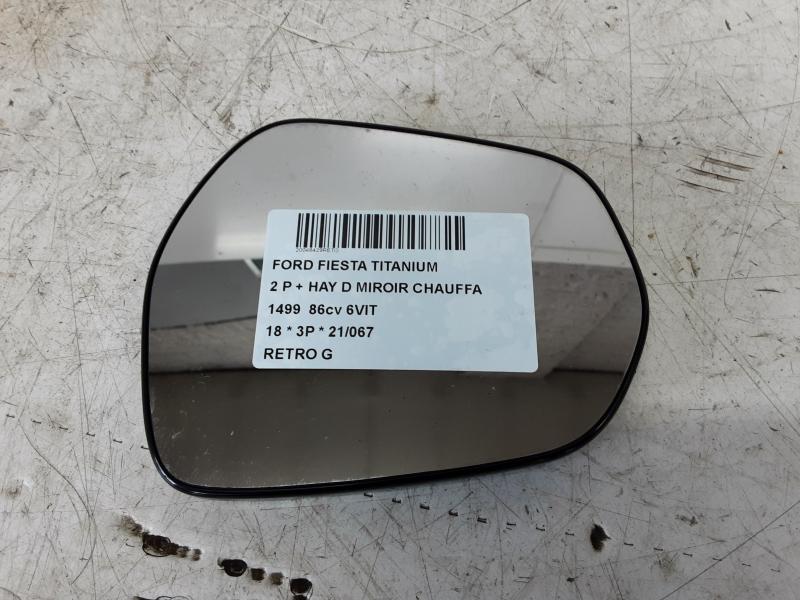 FORD FIESTA TITANIUM
2 P + HAY D MIROIR CHAUFFA
1499 86cv 6VIT
18 * 3P * 21/067
RETRO G